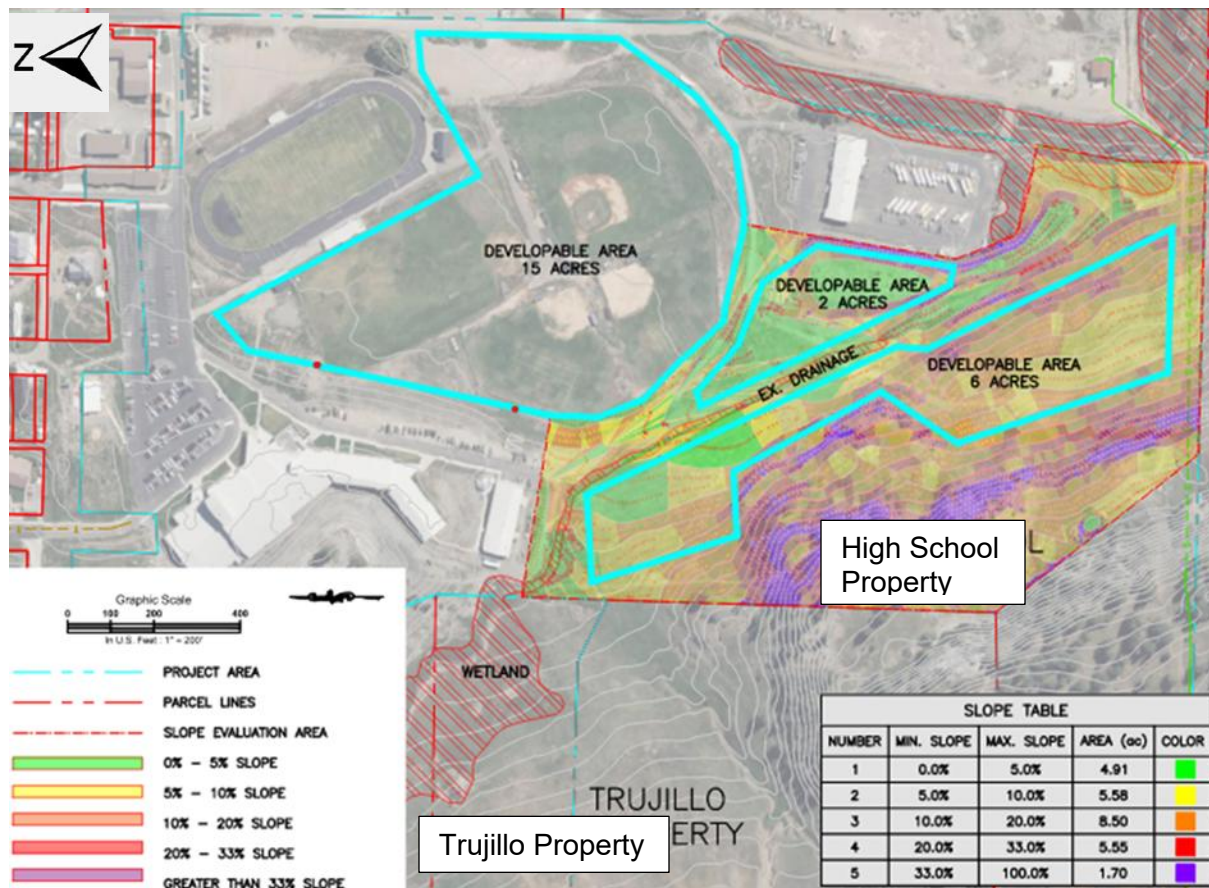 Z
DEVELOPABLE AREA
15 ACRES
DEVELOPABLE AREA
2 ACRES
EX. DRAINAGE
DEVELOPABLE AREA
6 ACRES
High School
Property
L
WETLAND
TRUJILLO
ERTY
Trujillo Property
Graphic Scale
0 100 200 400
In U.S. Feet : 1" = 200'
PROJECT AREA
PARCEL LINES
SLOPE EVALUATION AREA
0% - 5% SLOPE
5% - 10% SLOPE
10% - 20% SLOPE
20% - 33% SLOPE
GREATER THAN 33% SLOPE
SLOPE TABLE
NUMBER MIN. SLOPE MAX. SLOPE AREA (ac) COLOR
1 0.0% 5.0% 4.91
2 5.0% 10.0% 5.58
3 10.0% 20.0% 8.50
4 20.0% 33.0% 5.55
5 33.0% 100.0% 1.70